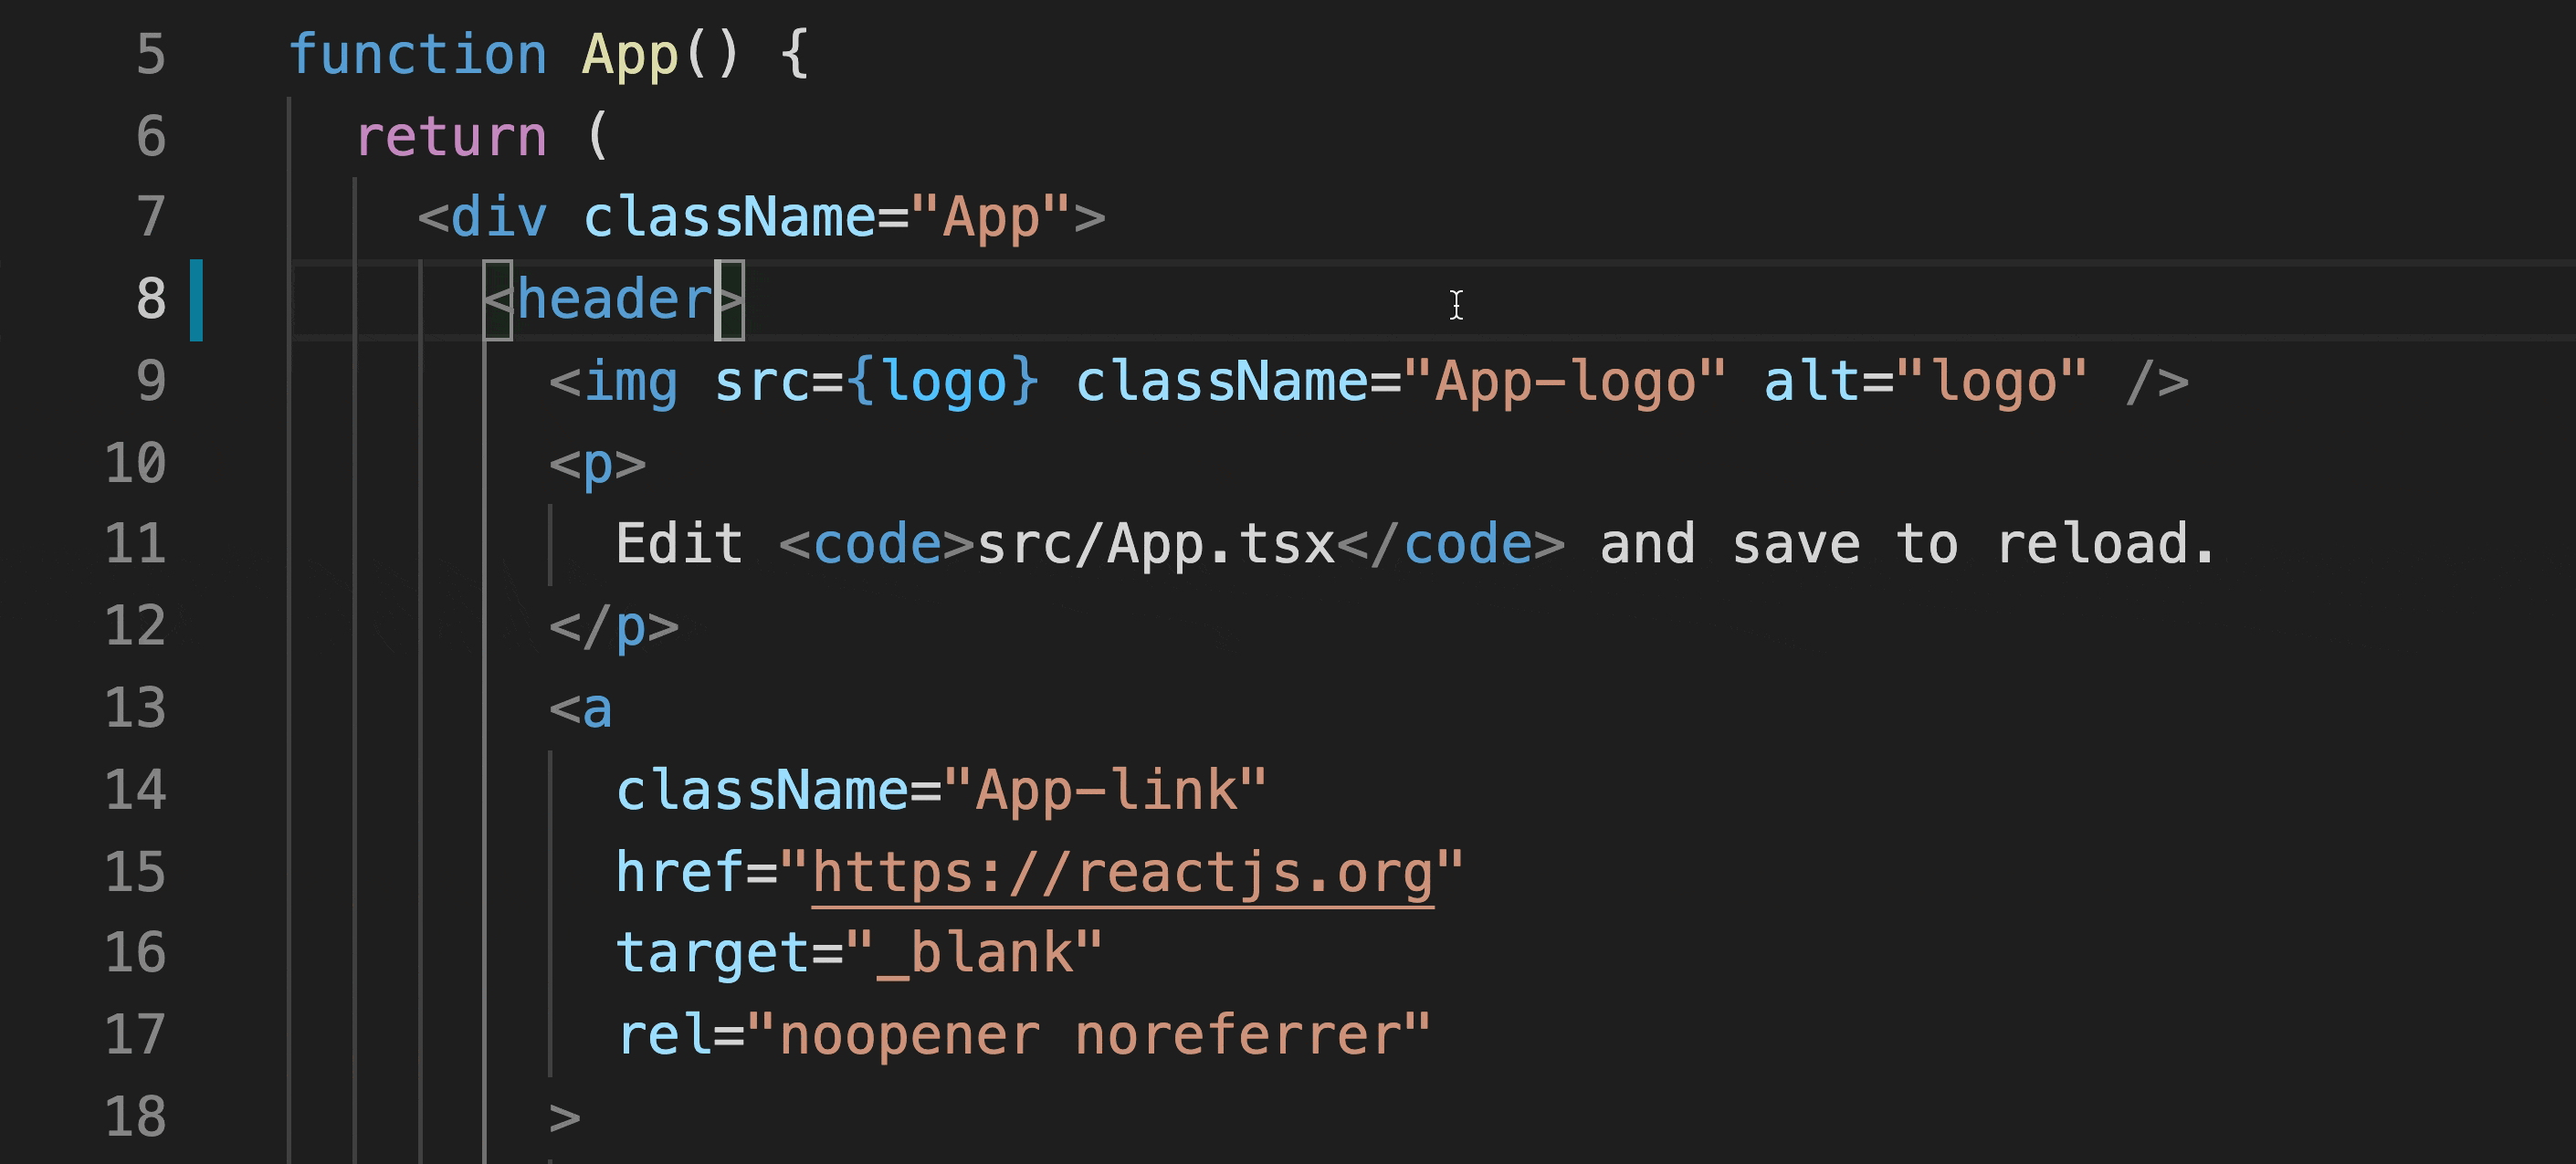 5 function App() {
6 return (
7 <div className="App">
8 <header>
9 <img src={logo} className="App-logo" alt="logo" />
10 <p>
11 Edit <code>src/App.tsx</code> and save to reload.
12 </p>
13 <a
14 className="App-link"
15 href="https://reactjs.org"
16 target="_blank"
17 rel="noopener noreferrer"
18 >